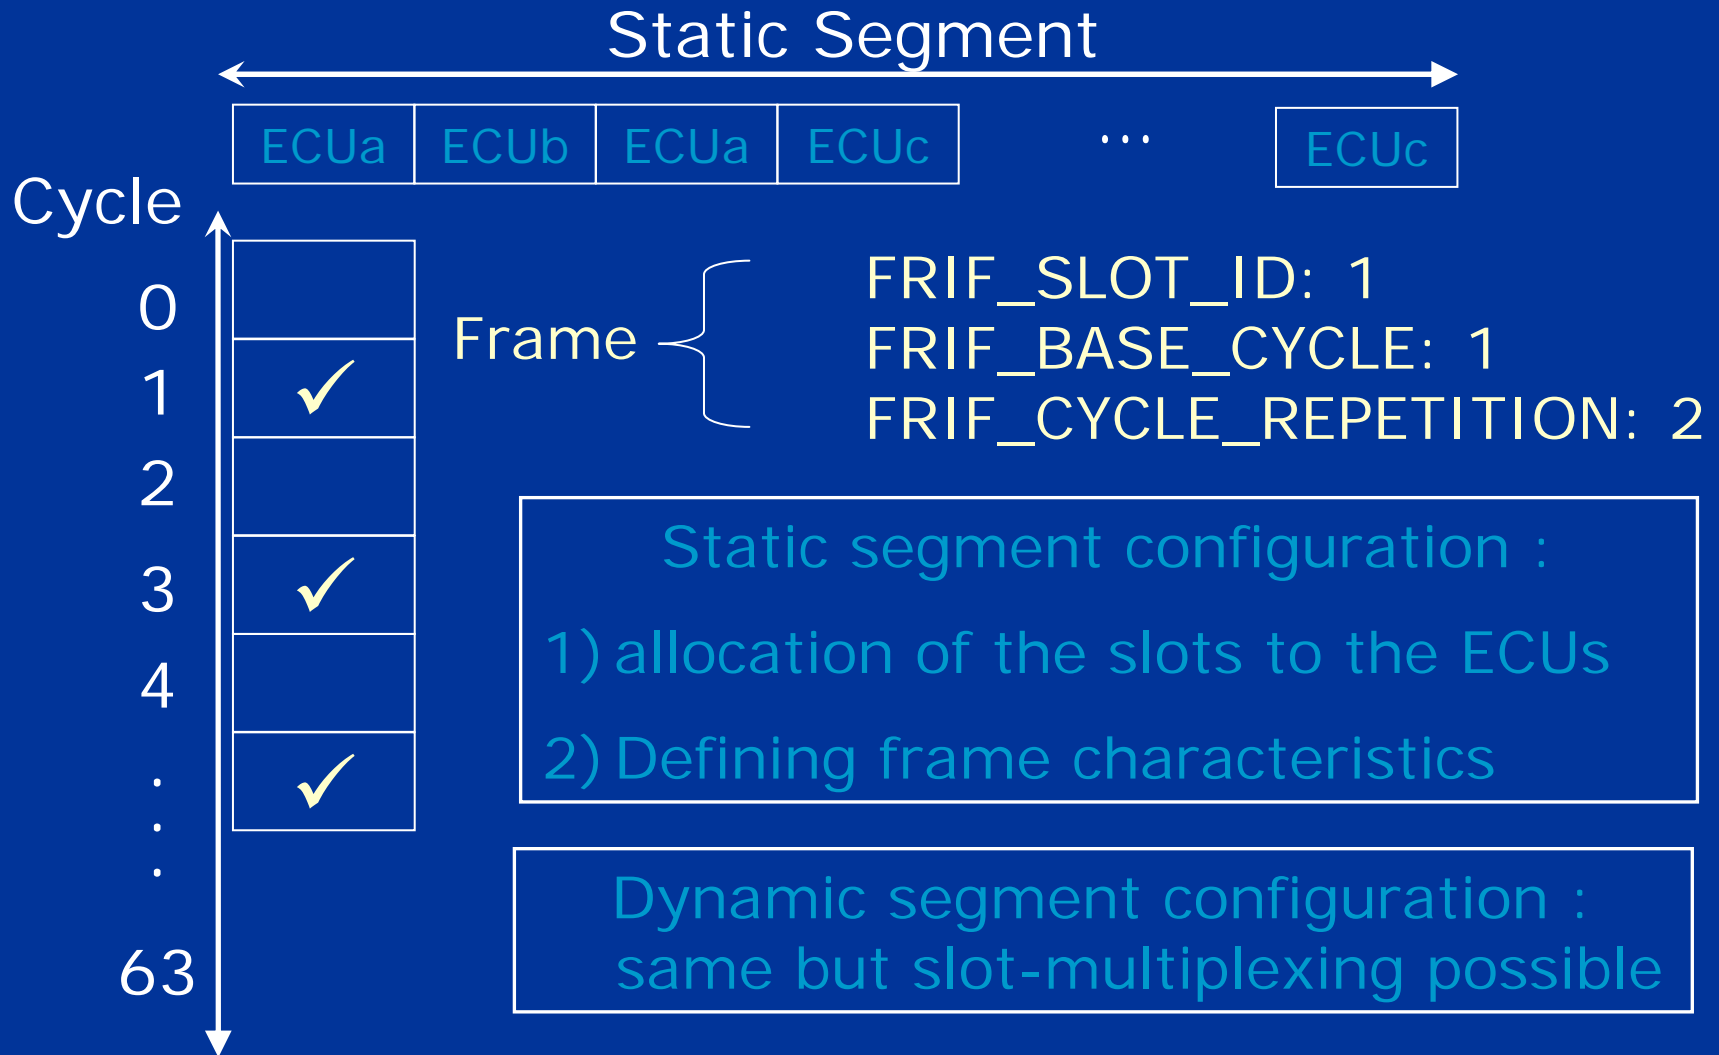 Static Segment
ECUa ECUb ECUa ECUc ... ECUc
Cycle
0
1
2
3
4
.
.
.
63
Frame
FRIF_SLOT_ID: 1
FRIF_BASE_CYCLE: 1
FRIF_CYCLE_REPETITION: 2
Static segment configuration :
1) allocation of the slots to the ECUs
2) Defining frame characteristics
Dynamic segment configuration :
same but slot-multiplexing possible